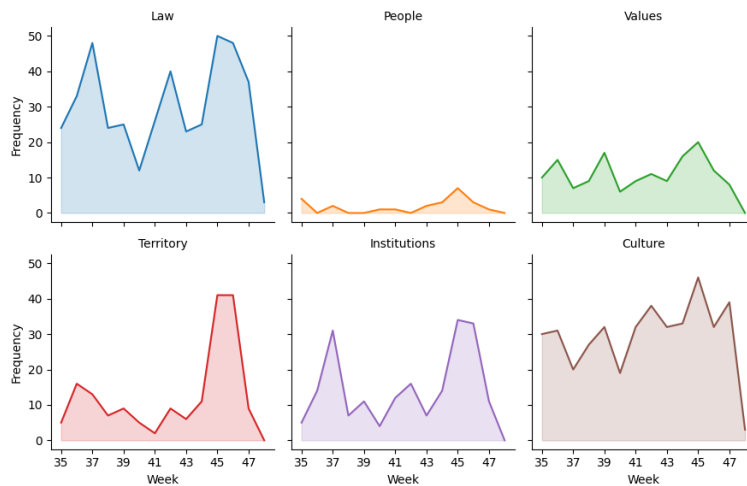 Law People Values
50
40
30
20
10
0
Frequency
Territory Institutions Culture
50
40
30
20
10
0
Frequency
35 37 39 41 43 45 47 35 37 39 41 43 45 47 35 37 39 41 43 45 47
Week Week Week